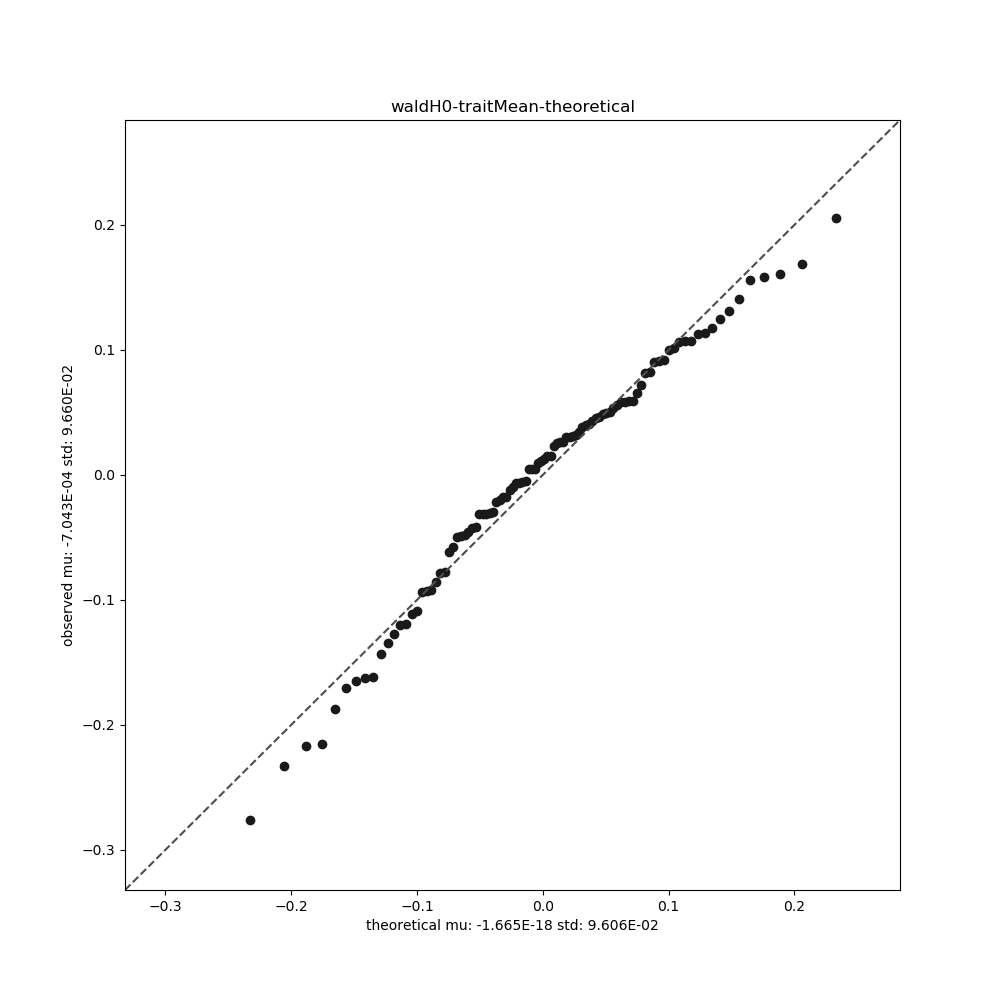 waldH0-traitMean-theoretical
0.2
0.1
0.0
−0.1
−0.2
−0.3
observed mu: -7.043E-04 std: 9.660E-02
−0.3 −0.2 −0.1 0.0 0.1 0.2
theoretical mu: -1.665E-18 std: 9.606E-02